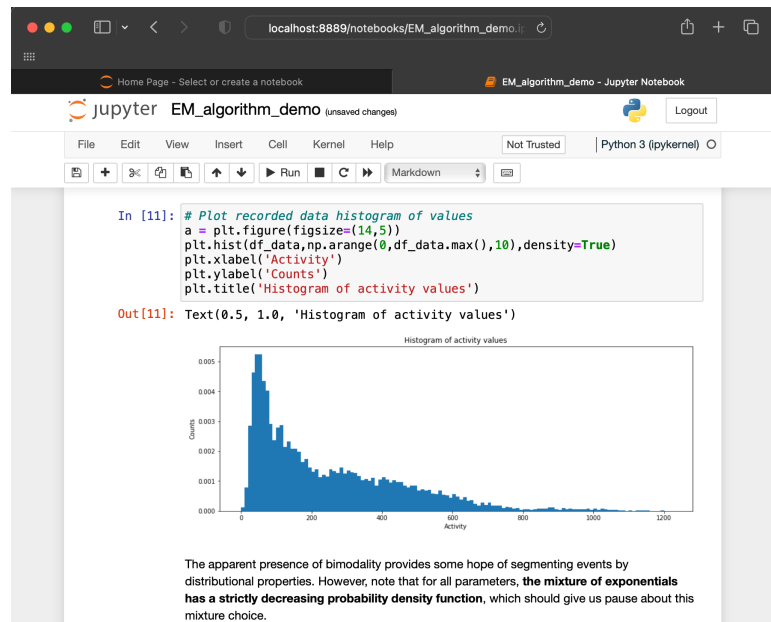 localhost:8889/notebooks/EM_algorithm_demo.i
Home Page - Select or create a notebook
EM_algorithm_demo - Jupyter Notebook
jupyter EM_algorithm_demo (unsaved changes)
Logout
File Edit View Insert Cell Kernel Help Not Trusted Python 3 (ipykernel)
Run Markdown
In [11]: # Plot recorded data histogram of values
a = plt.figure(figsize=(14,5))
plt.hist(df_data,np.arange(0,df_data.max(),10),density=True)
plt.xlabel('Activity')
plt.ylabel('Counts')
plt.title('Histogram of activity values')
Out[11]: Text(0.5, 1.0, 'Histogram of activity values')
Histogram of activity values
0.005
0.004
0.003
0.002
0.001
0.000
Counts
0 200 400 600 800 1000 1200
Activity
The apparent presence of bimodality provides some hope of segmenting events by
distributional properties. However, note that for all parameters, the mixture of exponentials
has a strictly decreasing probability density function, which should give us pause about this
mixture choice.